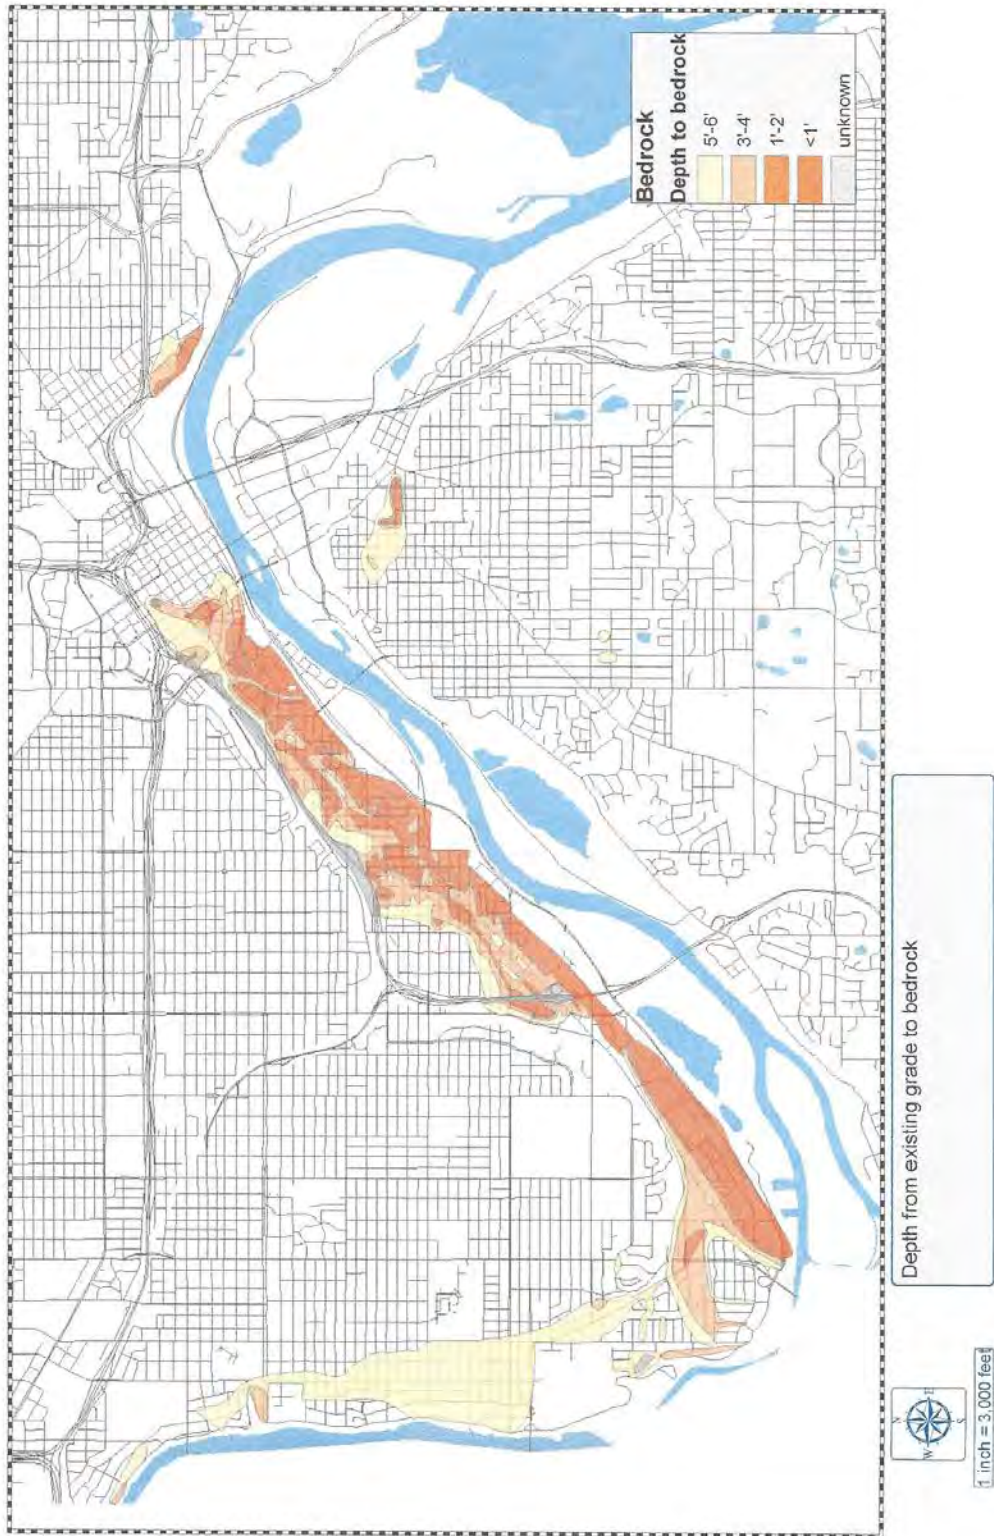 Bedrock
Depth to bedrock
5'-6'
3'-4'
1'-2'
<1'
unknown
Depth from existing grade to bedrock
N
W
E
S
1 inch = 3,000 feet